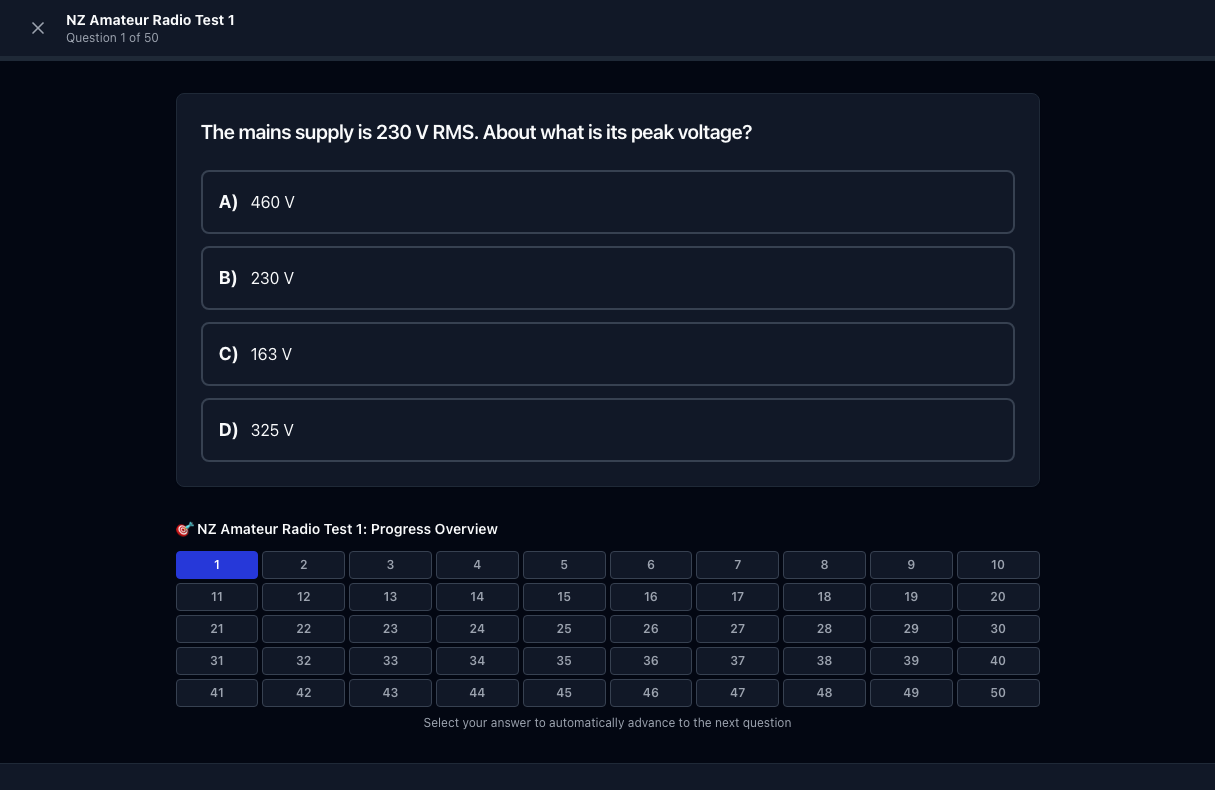 NZ Amateur Radio Test 1
Question 1 of 50
The mains supply is 230 V RMS. About what is its peak voltage?
A) 460 V
B) 230 V
C) 163 V
D) 325 V
🎯 NZ Amateur Radio Test 1: Progress Overview
1 2 3 4 5 6 7 8 9 10
11 12 13 14 15 16 17 18 19 20
21 22 23 24 25 26 27 28 29 30
31 32 33 34 35 36 37 38 39 40
41 42 43 44 45 46 47 48 49 50
Select your answer to automatically advance to the next question